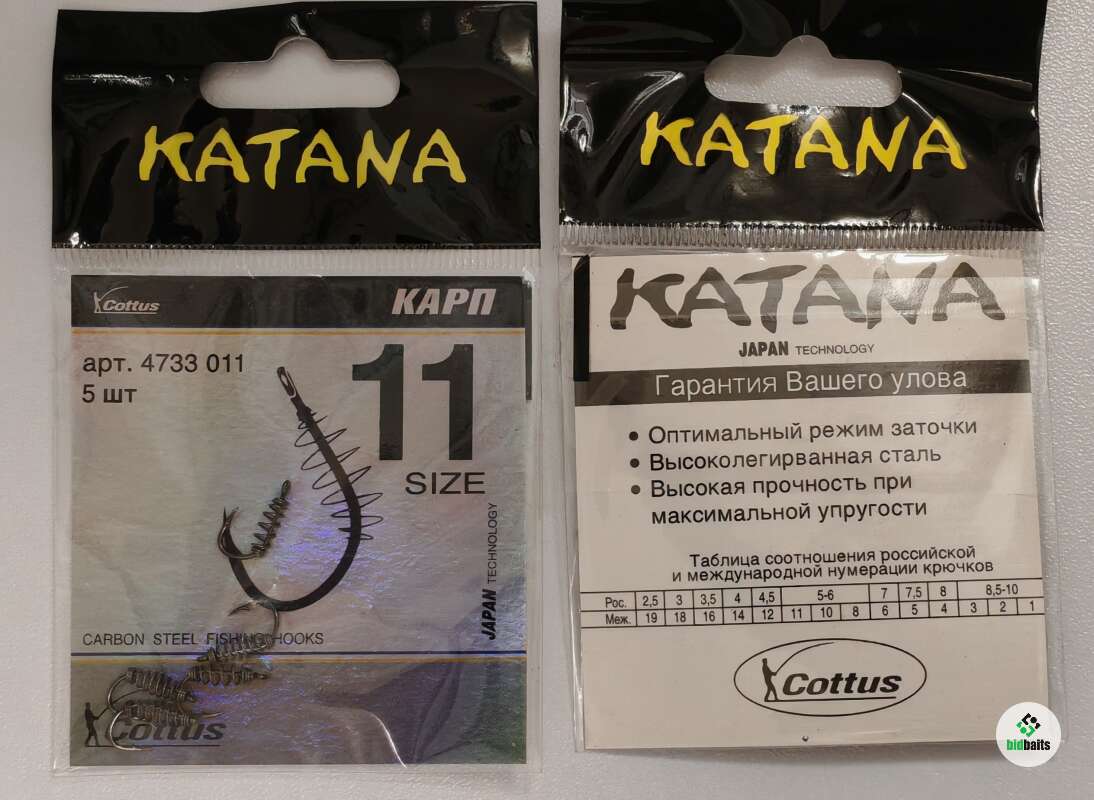 KATANA
Cottus
КАРП
арт. 4733 011
5 шт
11
SIZE
JAPAN TECHNOLOGY
CARBON STEEL FISHING HOOKS
Cottus
KATANA
KATANA
JAPAN TECHNOLOGY
Гарантия Вашего улова
• Оптимальный режим заточки
• Высоколегирванная сталь
• Высокая прочность при
максимальной упругости
Таблица соотношения российской
и международной нумерации крючков
Рос. 2,5 3 3,5 4 4,5 5-6 7 7,5 8 8,5-10
Меж. 19 18 16 14 12 11 10 8 6 5 4 3 2 1
Cottus
bidbaits